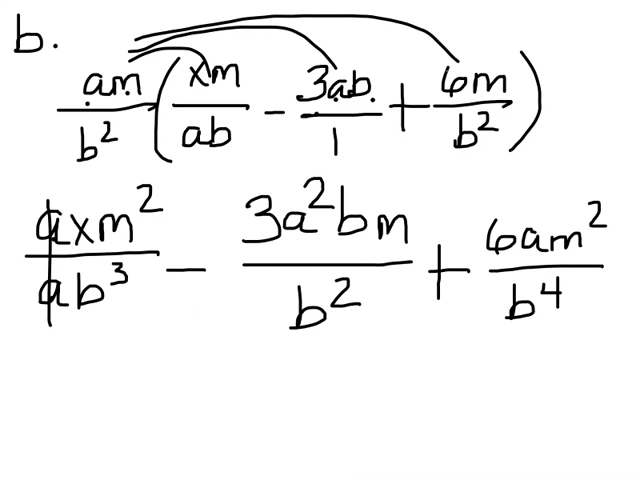 b.
am/b² (xm/ab - 3ab/1 + 6m/b²)
axm²/ab³ - 3a²bm/b² + 6am²/b⁴